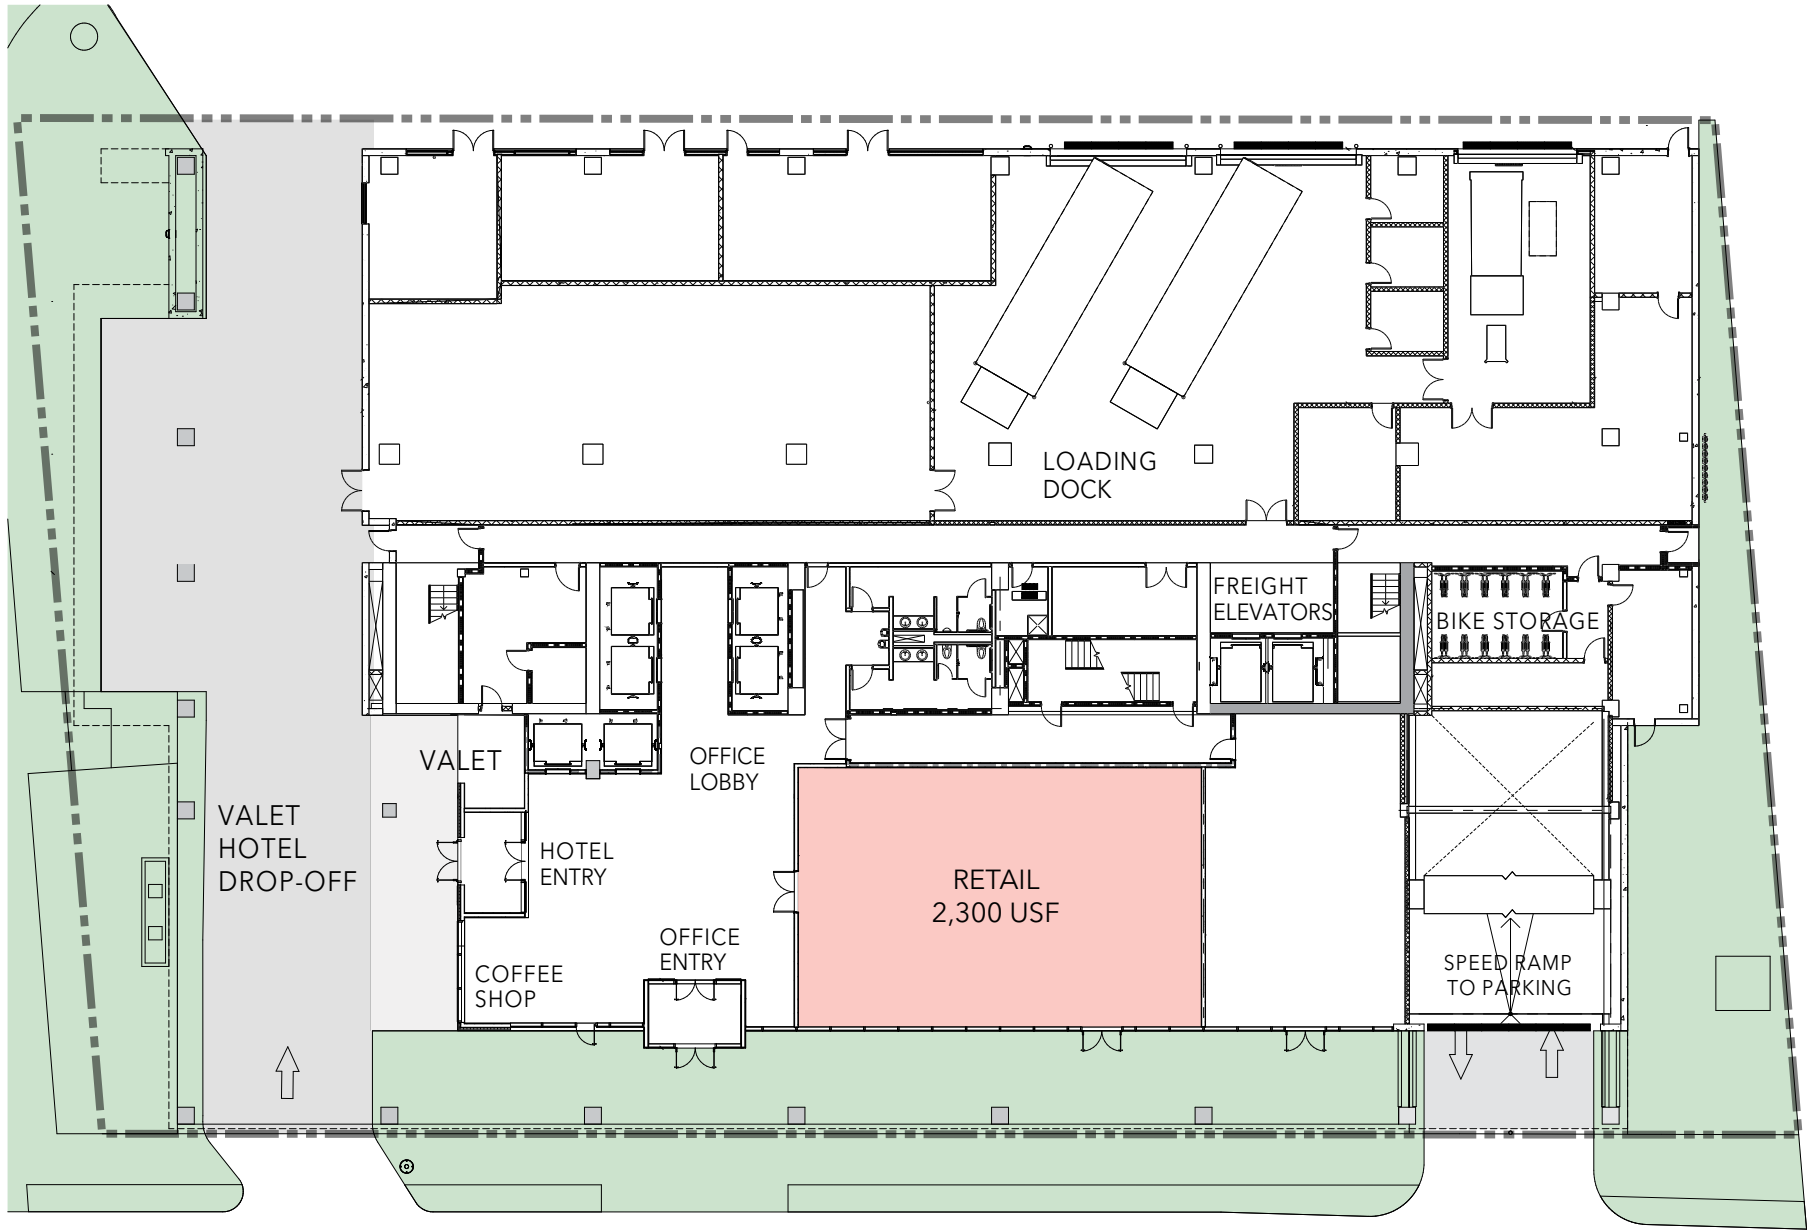 LOADING
DOCK
FREIGHT
ELEVATORS
BIKE STORAGE
VALET
OFFICE
LOBBY
VALET
HOTEL
DROP-OFF
HOTEL
ENTRY
RETAIL
2,300 USF
OFFICE
ENTRY
COFFEE
SHOP
SPEED RAMP
TO PARKING